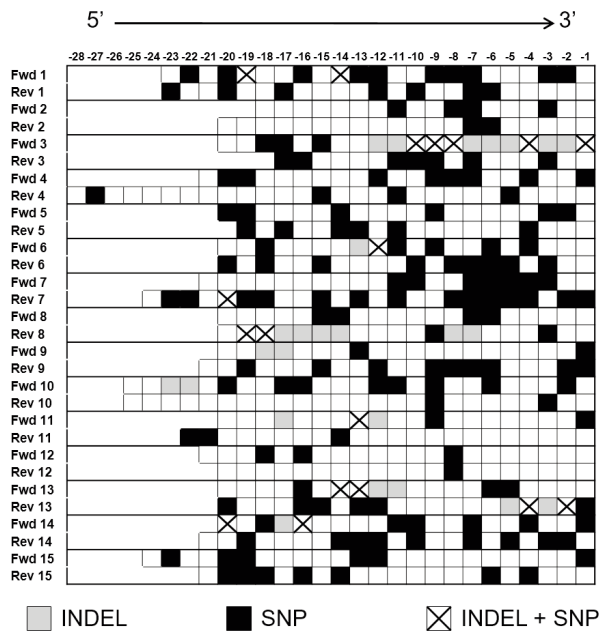 5’ 3’
-28 -27 -26 -25 -24 -23 -22 -21 -20 -19 -18 -17 -16 -15 -14 -13 -12 -11 -10 -9 -8 -7 -6 -5 -4 -3 -2 -1
Fwd 1
Rev 1
Fwd 2
Rev 2
Fwd 3
Rev 3
Fwd 4
Rev 4
Fwd 5
Rev 5
Fwd 6
Rev 6
Fwd 7
Rev 7
Fwd 8
Rev 8
Fwd 9
Rev 9
Fwd 10
Rev 10
Fwd 11
Rev 11
Fwd 12
Rev 12
Fwd 13
Rev 13
Fwd 14
Rev 14
Fwd 15
Rev 15
INDEL SNP INDEL + SNP